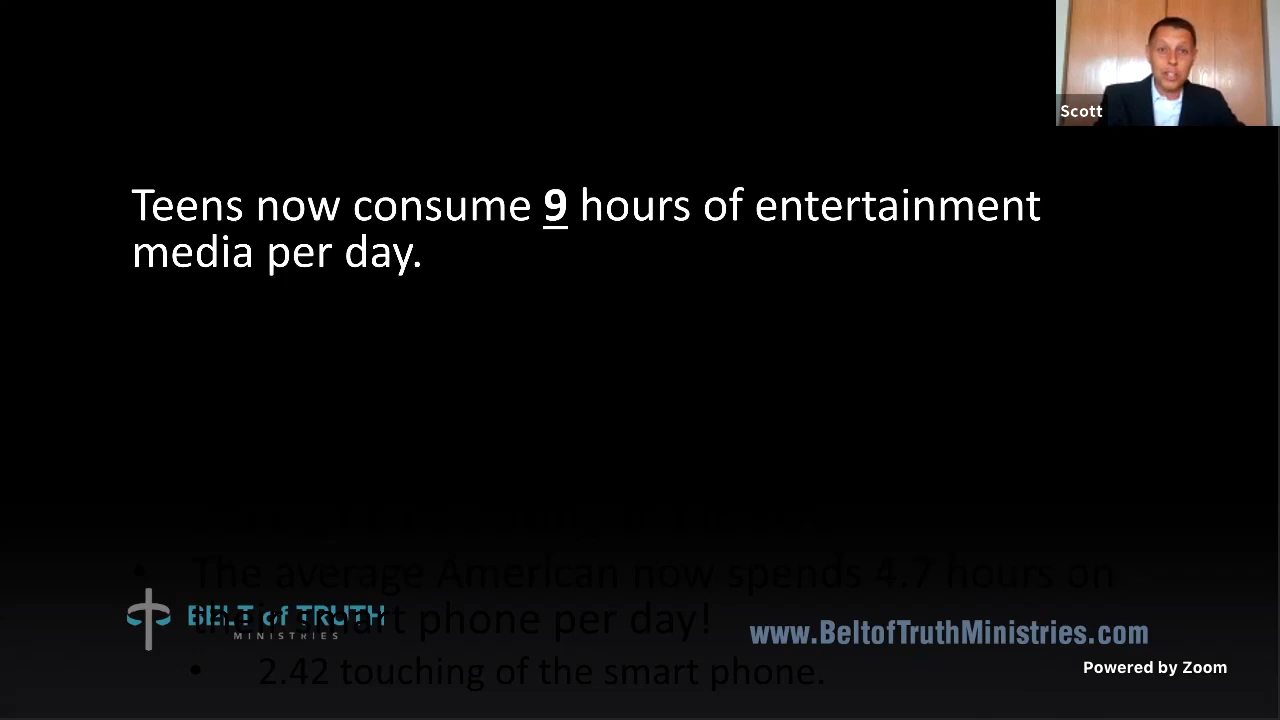 Scott
Teens now consume 9 hours of entertainment
media per day.
• The average American now spends 4.7 hours on
their smart phone per day!
BELT of TRUTH
MINISTRIES
www.BeltofTruthMinistries.com
• 2.42 touching of the smart phone.
Powered by Zoom